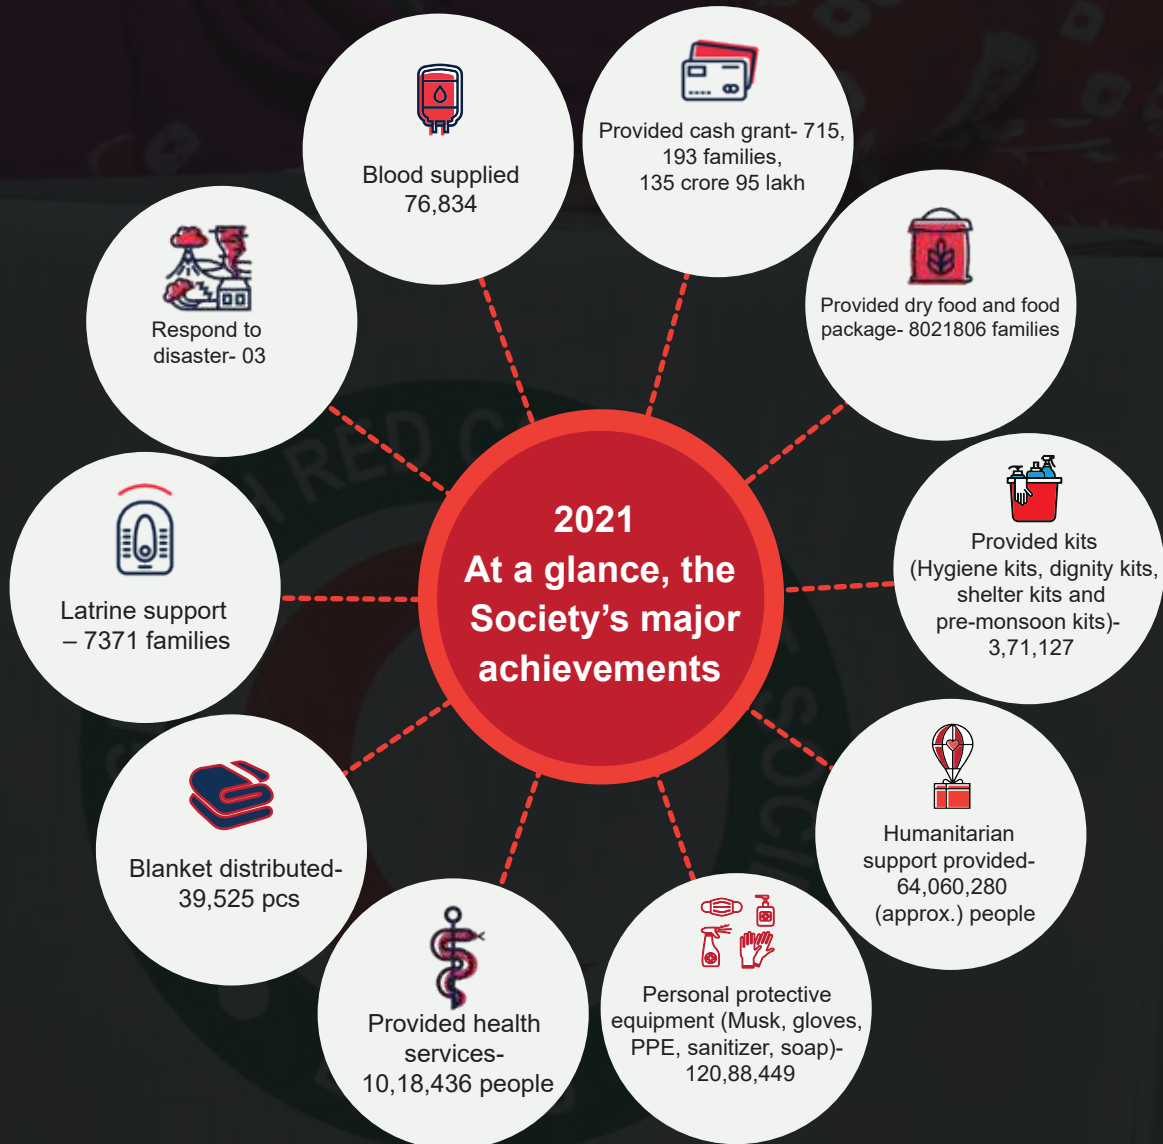 2021
At a glance, the
Society’s major
achievements
Blood supplied
76,834
Provided cash grant- 715,
193 families,
135 crore 95 lakh
Provided dry food and food
package- 8021806 families
Provided kits
(Hygiene kits, dignity kits,
shelter kits and
pre-monsoon kits)-
3,71,127
Humanitarian
support provided-
64,060,280
(approx.) people
Personal protective
equipment (Musk, gloves,
PPE, sanitizer, soap)-
120,88,449
Provided health
services-
10,18,436 people
Blanket distributed-
39,525 pcs
Latrine support
– 7371 families
Respond to
disaster- 03